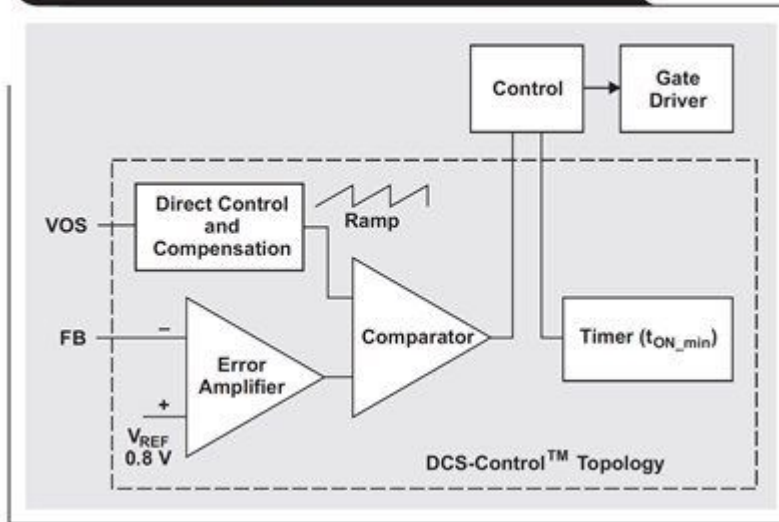 Control
Gate
Driver
Direct Control
and
Compensation
Ramp
VOS
FB
−
Error
Amplifier
+
VREF
0.8 V
Comparator
Timer (tON_min)
DCS-Control™ Topology